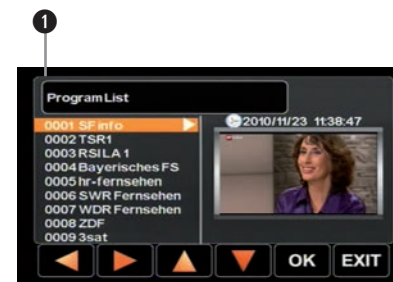 1
Program List
0001 SF info
2010/11/23 11:38:47
0002 TSR1
0003 RSI LA 1
0004 Bayerisches FS
0005 hr-fernsehen
0006 SWR Fernsehen
0007 WDR Fernsehen
0008 ZDF
0009 3sat
OK EXIT